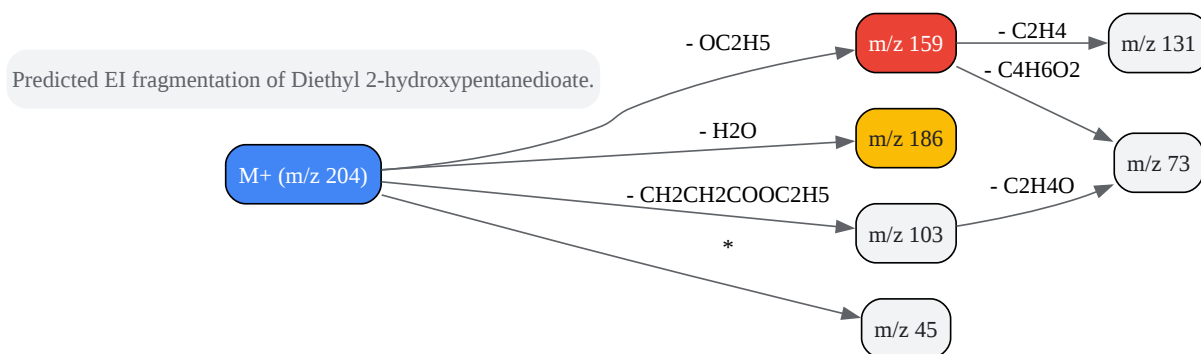 Predicted EI fragmentation of Diethyl 2-hydroxypentanedioate.
M+ (m/z 204)
- OC2H5
m/z 159
- C2H4
m/z 131
- C4H6O2
- H2O
m/z 186
m/z 73
- CH2CH2COOC2H5
m/z 103
- C2H4O
*
m/z 45